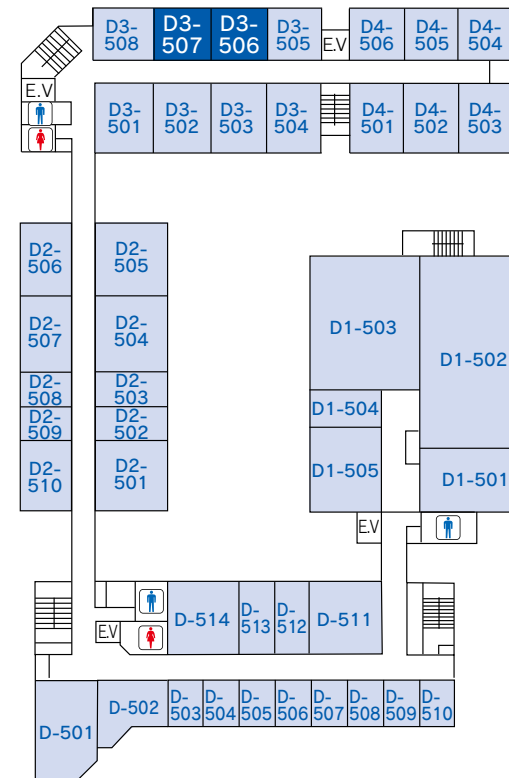 D3-
508
D3-
507
D3-
506
D3-
505
E.V
D4-
506
D4-
505
D4-
504
E.V
D3-
501
D3-
502
D3-
503
D3-
504
D4-
501
D4-
502
D4-
503
D2-
506
D2-
505
D2-
507
D2-
504
D2-
508
D2-
503
D2-
509
D2-
502
D2-
510
D2-
501
D1-503
D1-502
D1-504
D1-505
D1-501
E.V
E.V
D-514
D-
513
D-
512
D-511
D-501
D-502
D-
503
D-
504
D-
505
D-
506
D-
507
D-
508
D-
509
D-
510